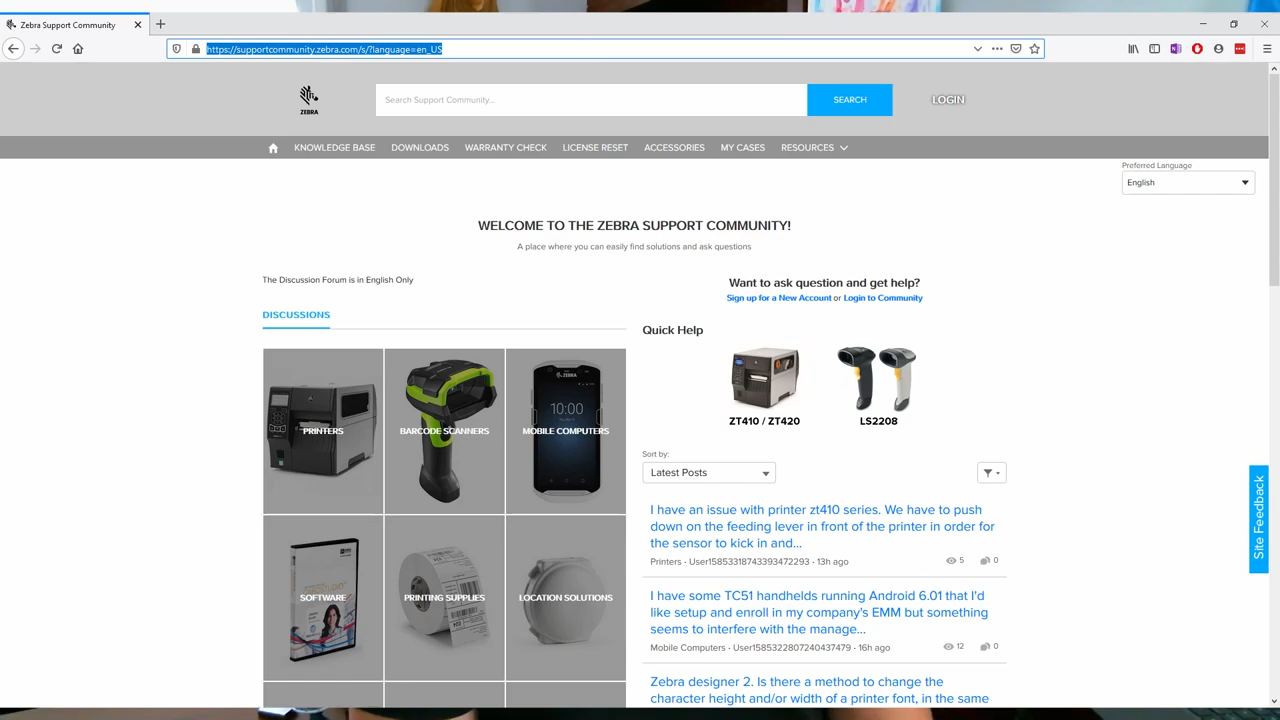 Zebra Support Community
https://supportcommunity.zebra.com/s/?language=en_US
ZEBRA
Search Support Community...
SEARCH
LOGIN
KNOWLEDGE BASE DOWNLOADS WARRANTY CHECK LICENSE RESET ACCESSORIES MY CASES RESOURCES
Preferred Language
English
WELCOME TO THE ZEBRA SUPPORT COMMUNITY!
A place where you can easily find solutions and ask questions
The Discussion Forum is in English Only
DISCUSSIONS
PRINTERS
BARCODE SCANNERS
ZEBRA
10:00
MOBILE COMPUTERS
SOFTWARE
PRINTING SUPPLIES
LOCATION SOLUTIONS
Want to ask question and get help?
Sign up for a New Account or Login to Community
Quick Help
ZT410 / ZT420
LS2208
Sort by:
Latest Posts
I have an issue with printer zt410 series. We have to push
down on the feeding lever in front of the printer in order for
the sensor to kick in and...
Printers • User15853318743393472293 • 13h ago
5
0
I have some TC51 handhelds running Android 6.01 that I'd
like setup and enroll in my company's EMM but something
seems to interfere with the manage...
Mobile Computers • User1585322807240437479 • 16h ago
12
0
Zebra designer 2. Is there a method to change the
character height and/or width of a printer font, in the same
Site Feedback